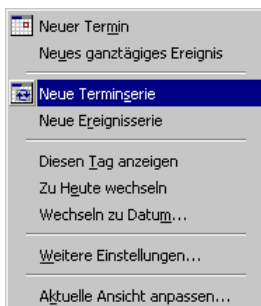 Neuer Termin
Neues ganztägiges Ereignis
Neue Terminserie
Neue Ereignisserie
Diesen Tag anzeigen
Zu Heute wechseln
Wechseln zu Datum...
Weitere Einstellungen...
Aktuelle Ansicht anpassen...